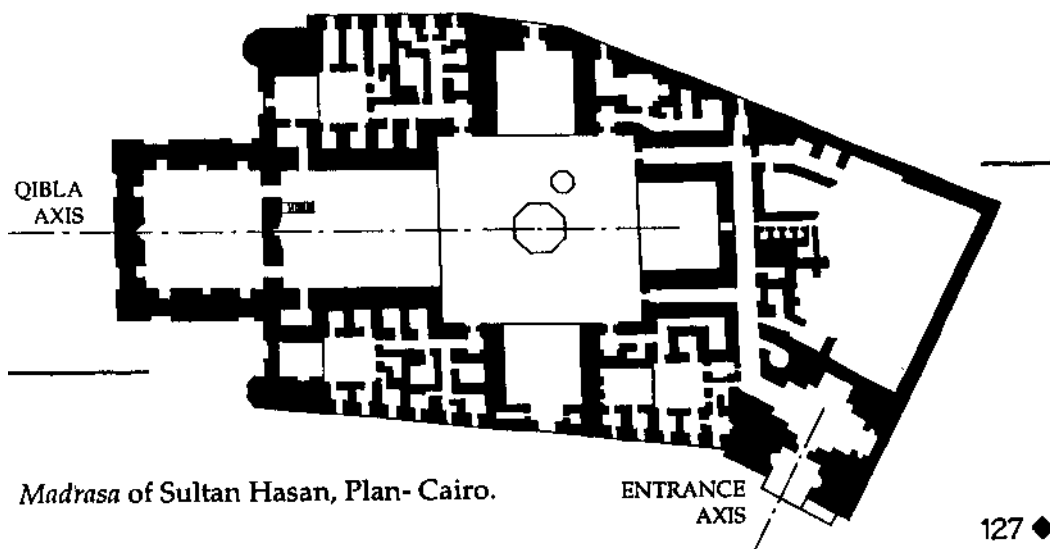 QIBLA
AXIS
Madrasa of Sultan Hasan, Plan- Cairo.
ENTRANCE
AXIS
127 ◆